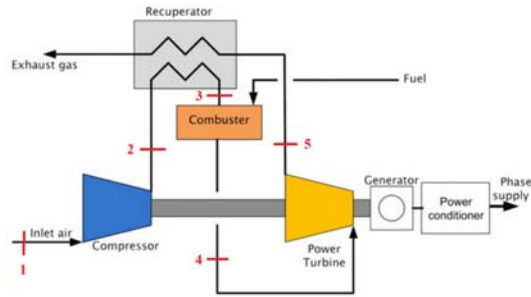 Recuperator
Exhaust gas
Fuel
3
Combuster
2
5
Generator
Phase
supply
Power
conditioner
Inlet air
Compressor
Power
Turbine
1
4